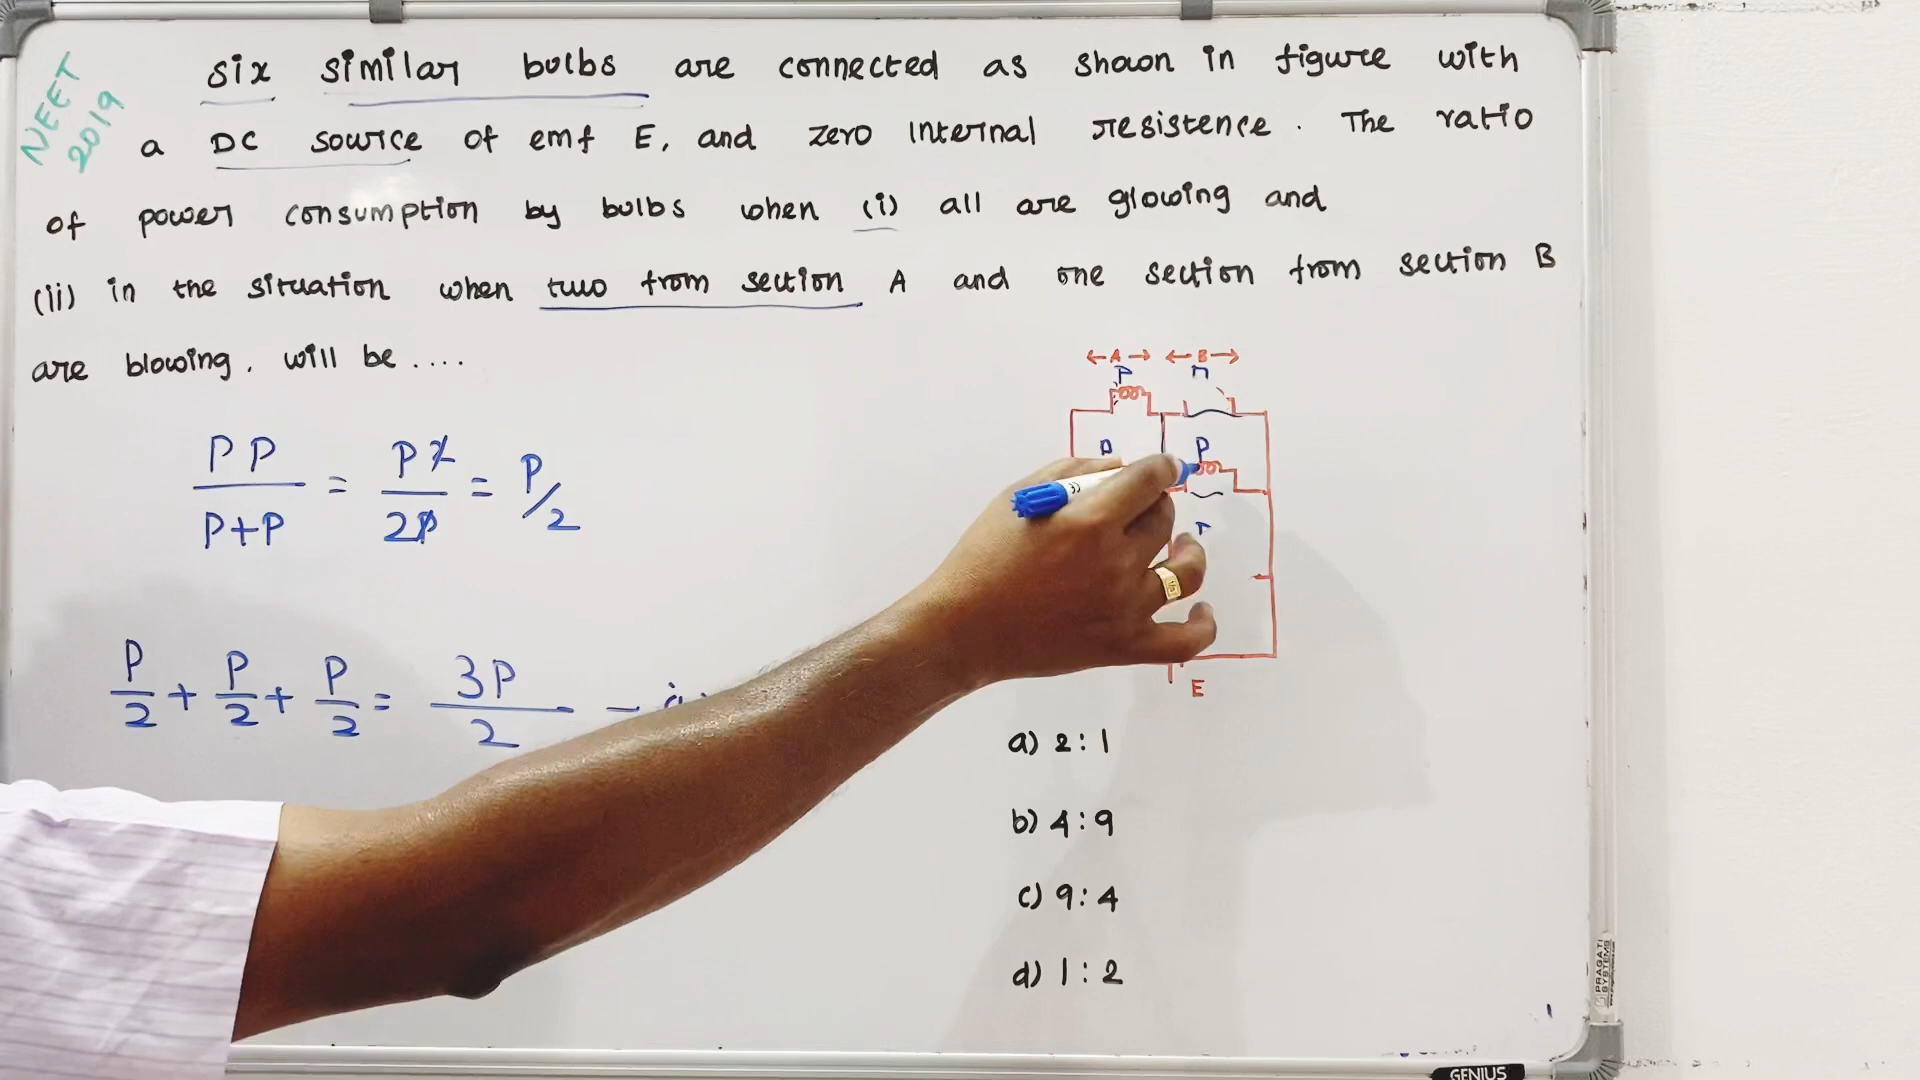 NEET
2019
six similar bulbs are connected as shown in figure with
a DC source of emf E, and zero internal resistence. The ratio
of power consumption by bulbs when (i) all are glowing and
(ii) in the situation when two from section A and one section from section B
are blowing, will be ....
A B
P
P
P P / P+P = P P / 2P = P/2
P/2 + P/2 + P/2 = 3P/2 –
E
a) 2:1
b) 4:9
c) 9:4
d) 1:2
PRAGATI
SYSTEMS
GENIUS